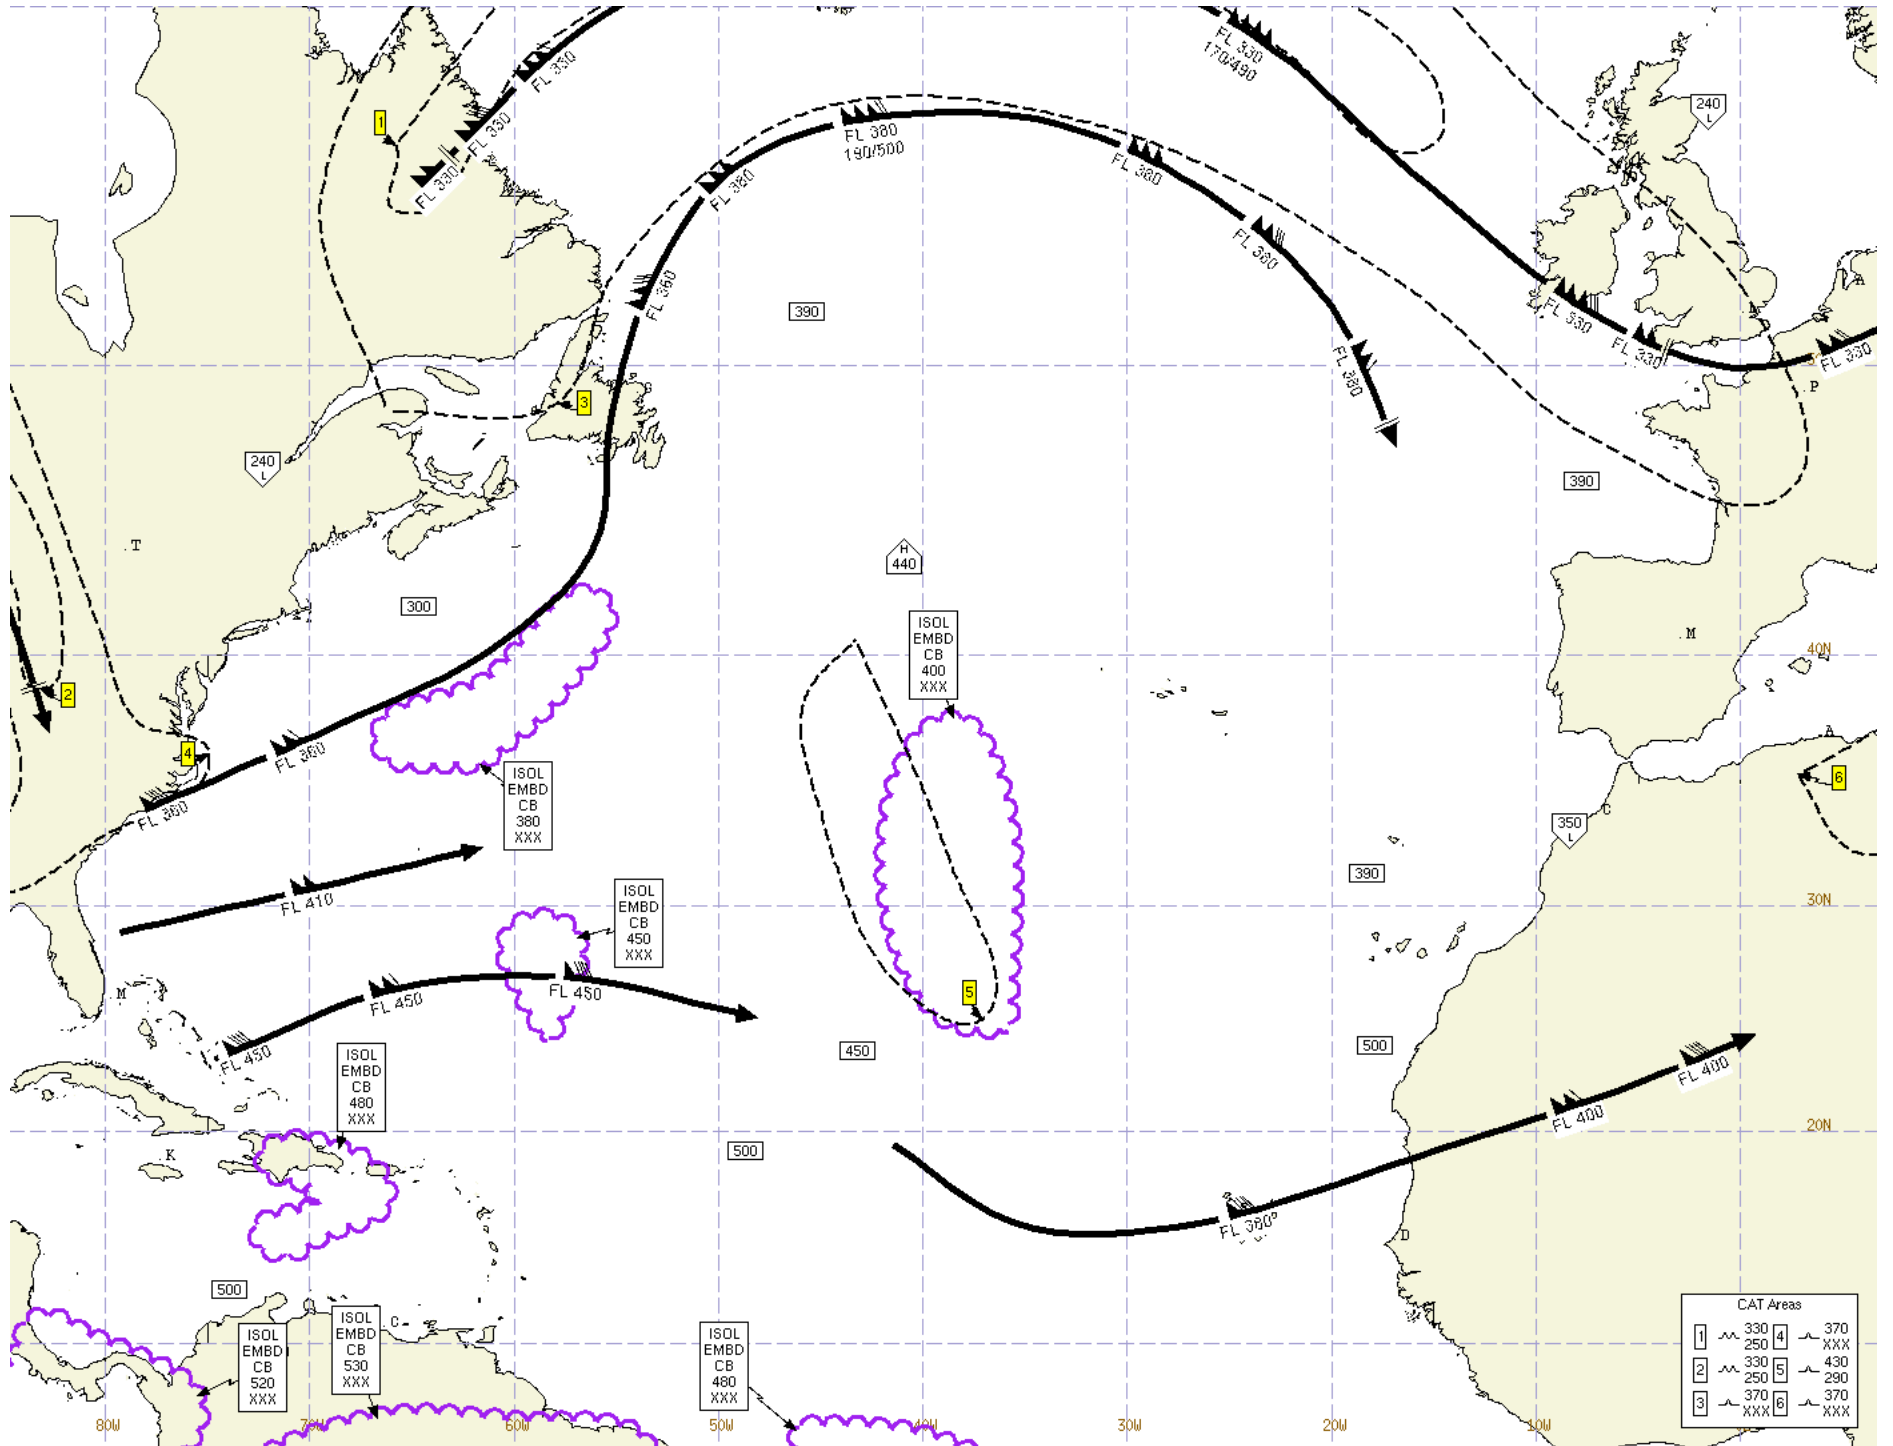 FL 330
170/490
FL 330
240
L
1
FL 330
FL 330
FL 380
190/500
FL 380
FL 380
FL 380
FL 360
390
A
FL 330
FL 330
FL 330
FL 380
P
3
240
L
390
T
H
440
300
ISOL
EMBD
CB
400
XXX
M
40N
2
A
4
FL 360
6
ISOL
EMBD
CB
380
XXX
FL 360
C
350
L
390
FL 410
ISOL
EMBD
CB
450
XXX
30N
M
5
FL 450
FL 450
450
500
FL 450
FL 400
ISOL
EMBD
CB
480
XXX
FL 400
20N
K
500
FL 380
D
500
C
ISOL
EMBD
CB
520
XXX
ISOL
EMBD
CB
530
XXX
ISOL
EMBD
CB
480
XXX
CAT Areas
1 330 4 370
250 XXX
2 330 5 430
250 290
3 370 6 370
XXX XXX
80W 70W 60W 50W 40W 30W 20W 10W